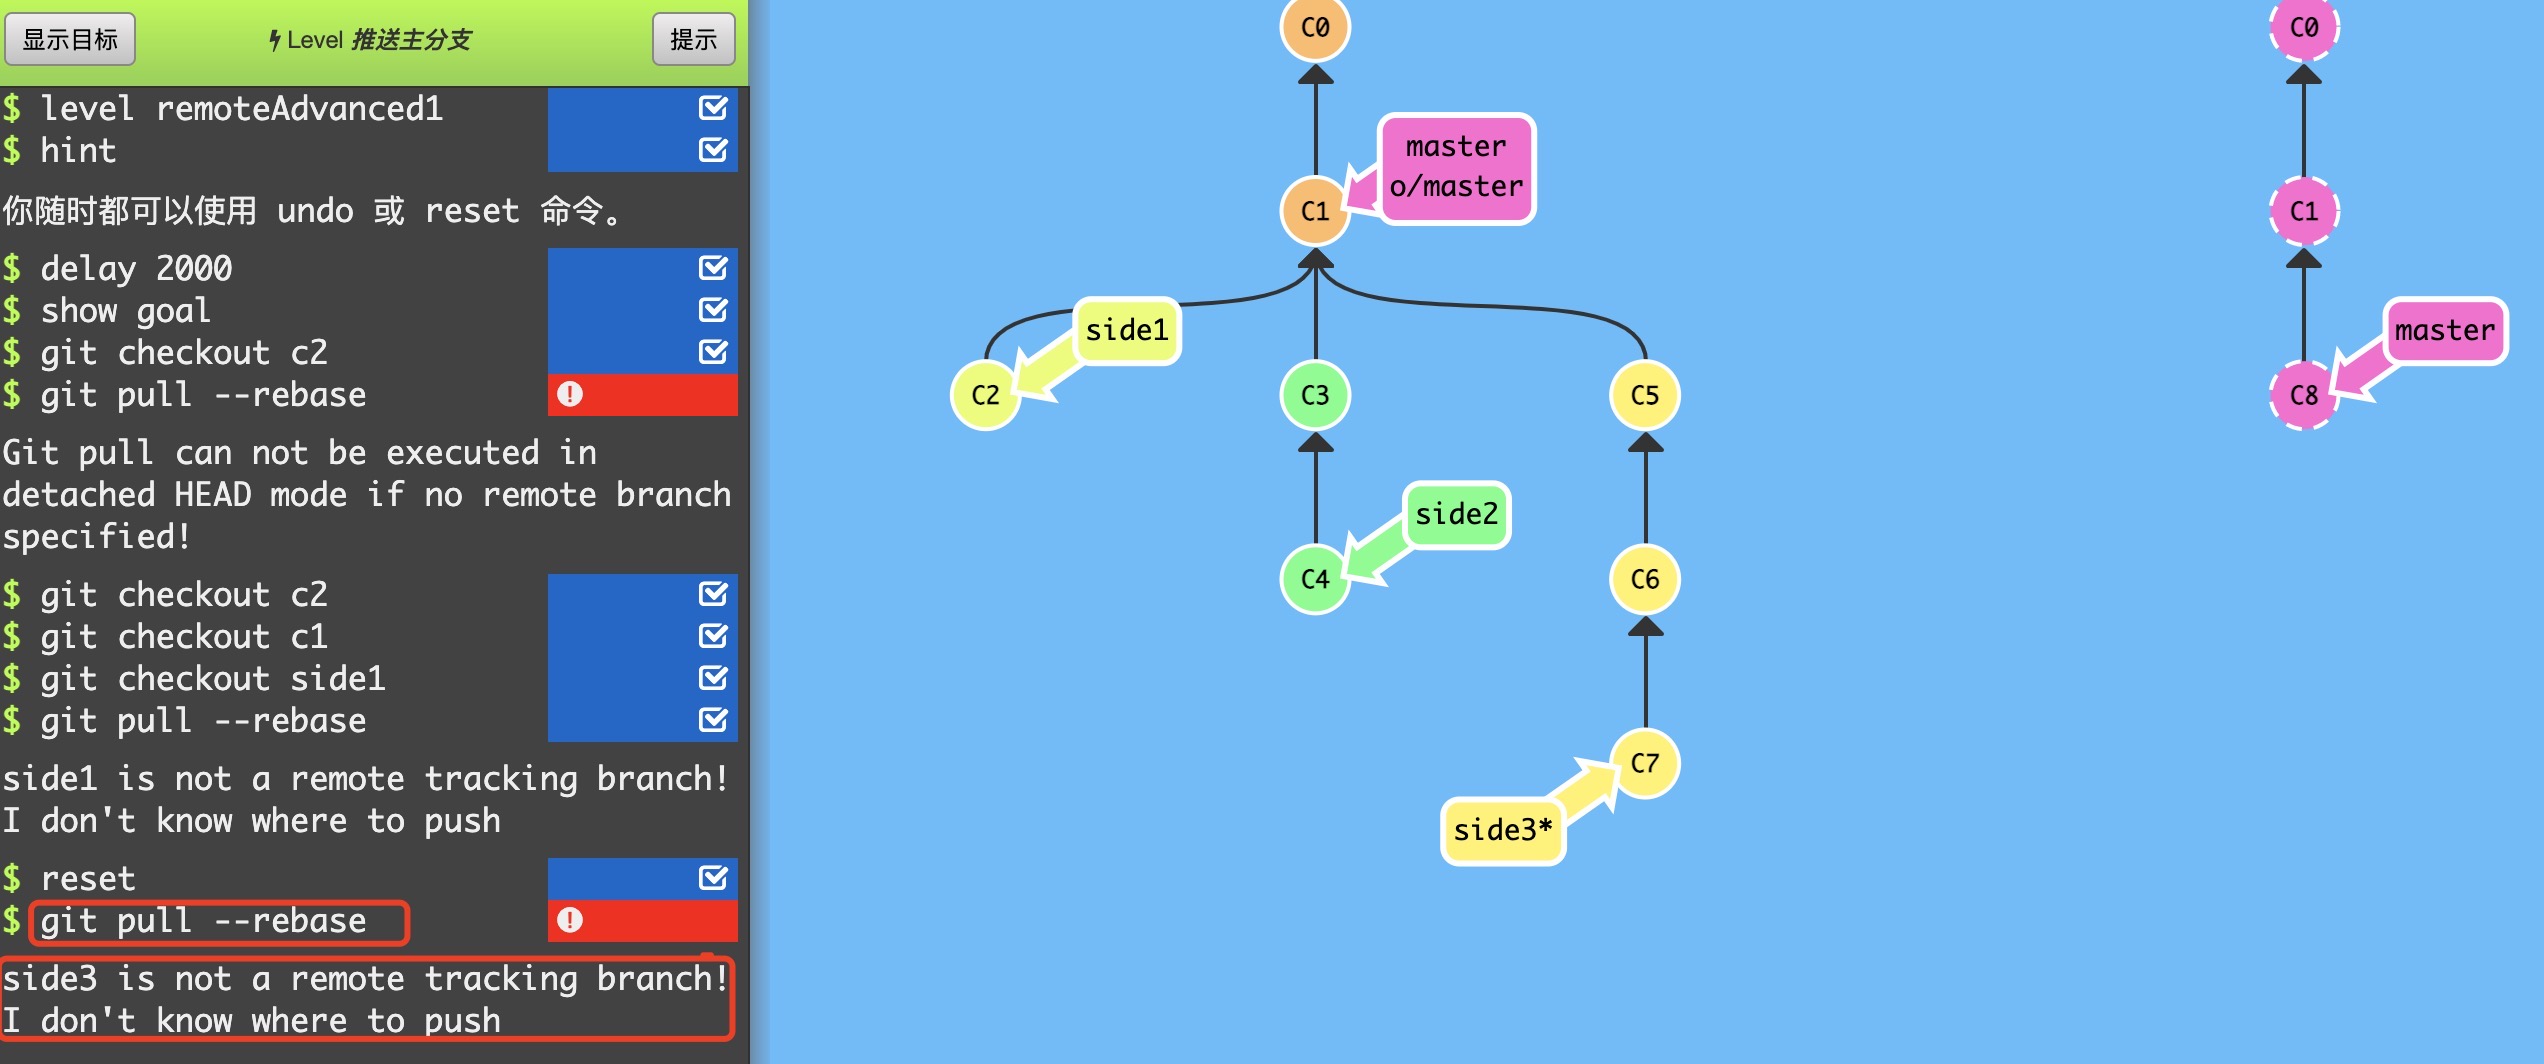 显示目标
Level 推送主分支
提示
$ level remoteAdvanced1
$ hint
你随时都可以使用 undo 或 reset 命令。
$ delay 2000
$ show goal
$ git checkout c2
$ git pull --rebase
Git pull can not be executed in
detached HEAD mode if no remote branch
specified!
$ git checkout c2
$ git checkout c1
$ git checkout side1
$ git pull --rebase
side1 is not a remote tracking branch!
I don't know where to push
$ reset
$ git pull --rebase
side3 is not a remote tracking branch!
I don't know where to push
C0
master
o/master
C1
side1
C2
C3
C5
side2
C4
C6
C7
side3*
C0
C1
master
C8